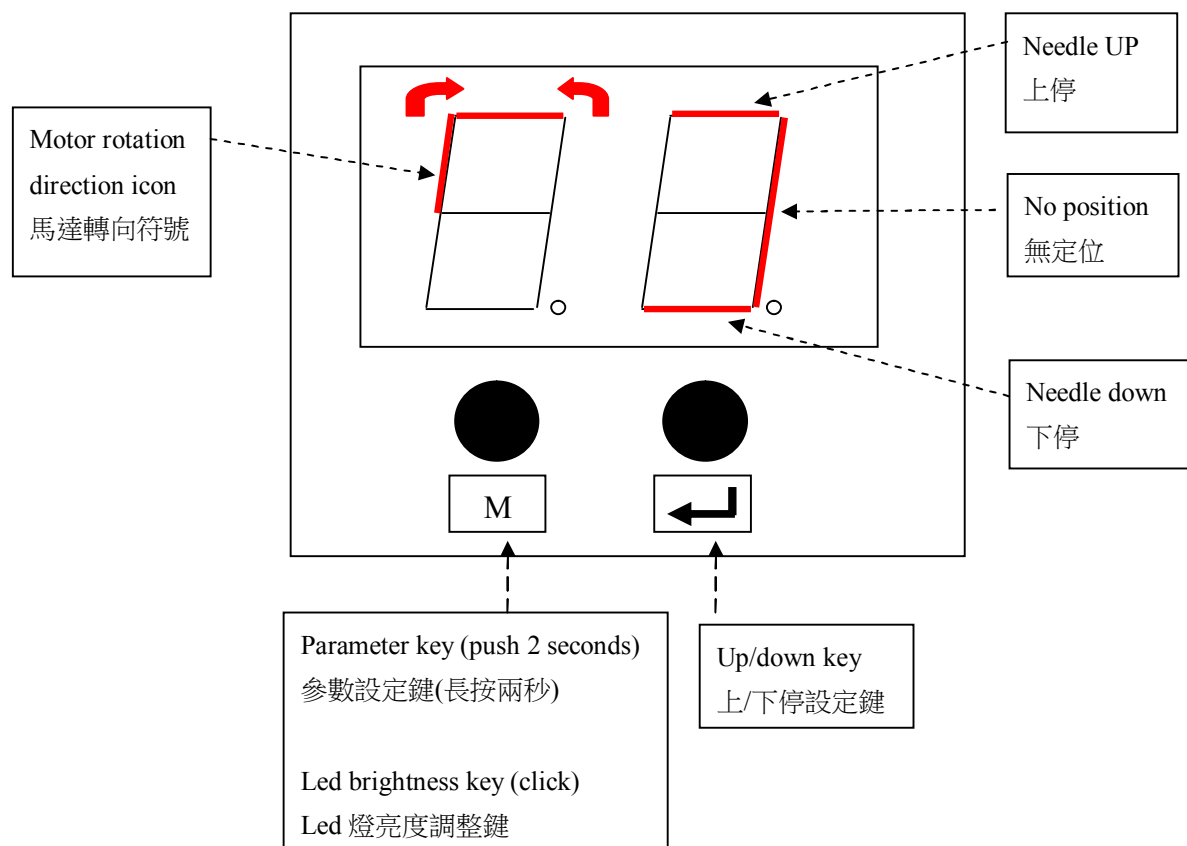 Needle UP
上停
Motor rotation
direction icon
馬達轉向符號
No position
無定位
Needle down
下停
M
Parameter key (push 2 seconds)
參數設定鍵(長按兩秒)
Led brightness key (click)
Led 燈亮度調整鍵
Up/down key
上/下停設定鍵